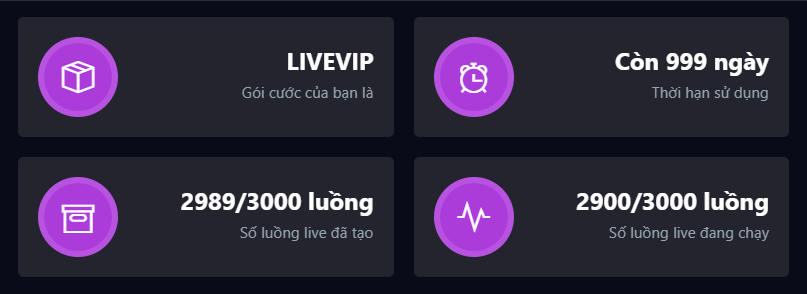 LIVEVIP
Gói cước của bạn là
Còn 999 ngày
Thời hạn sử dụng
2989/3000 luồng
Số luồng live đã tạo
2900/3000 luồng
Số luồng live đang chạy